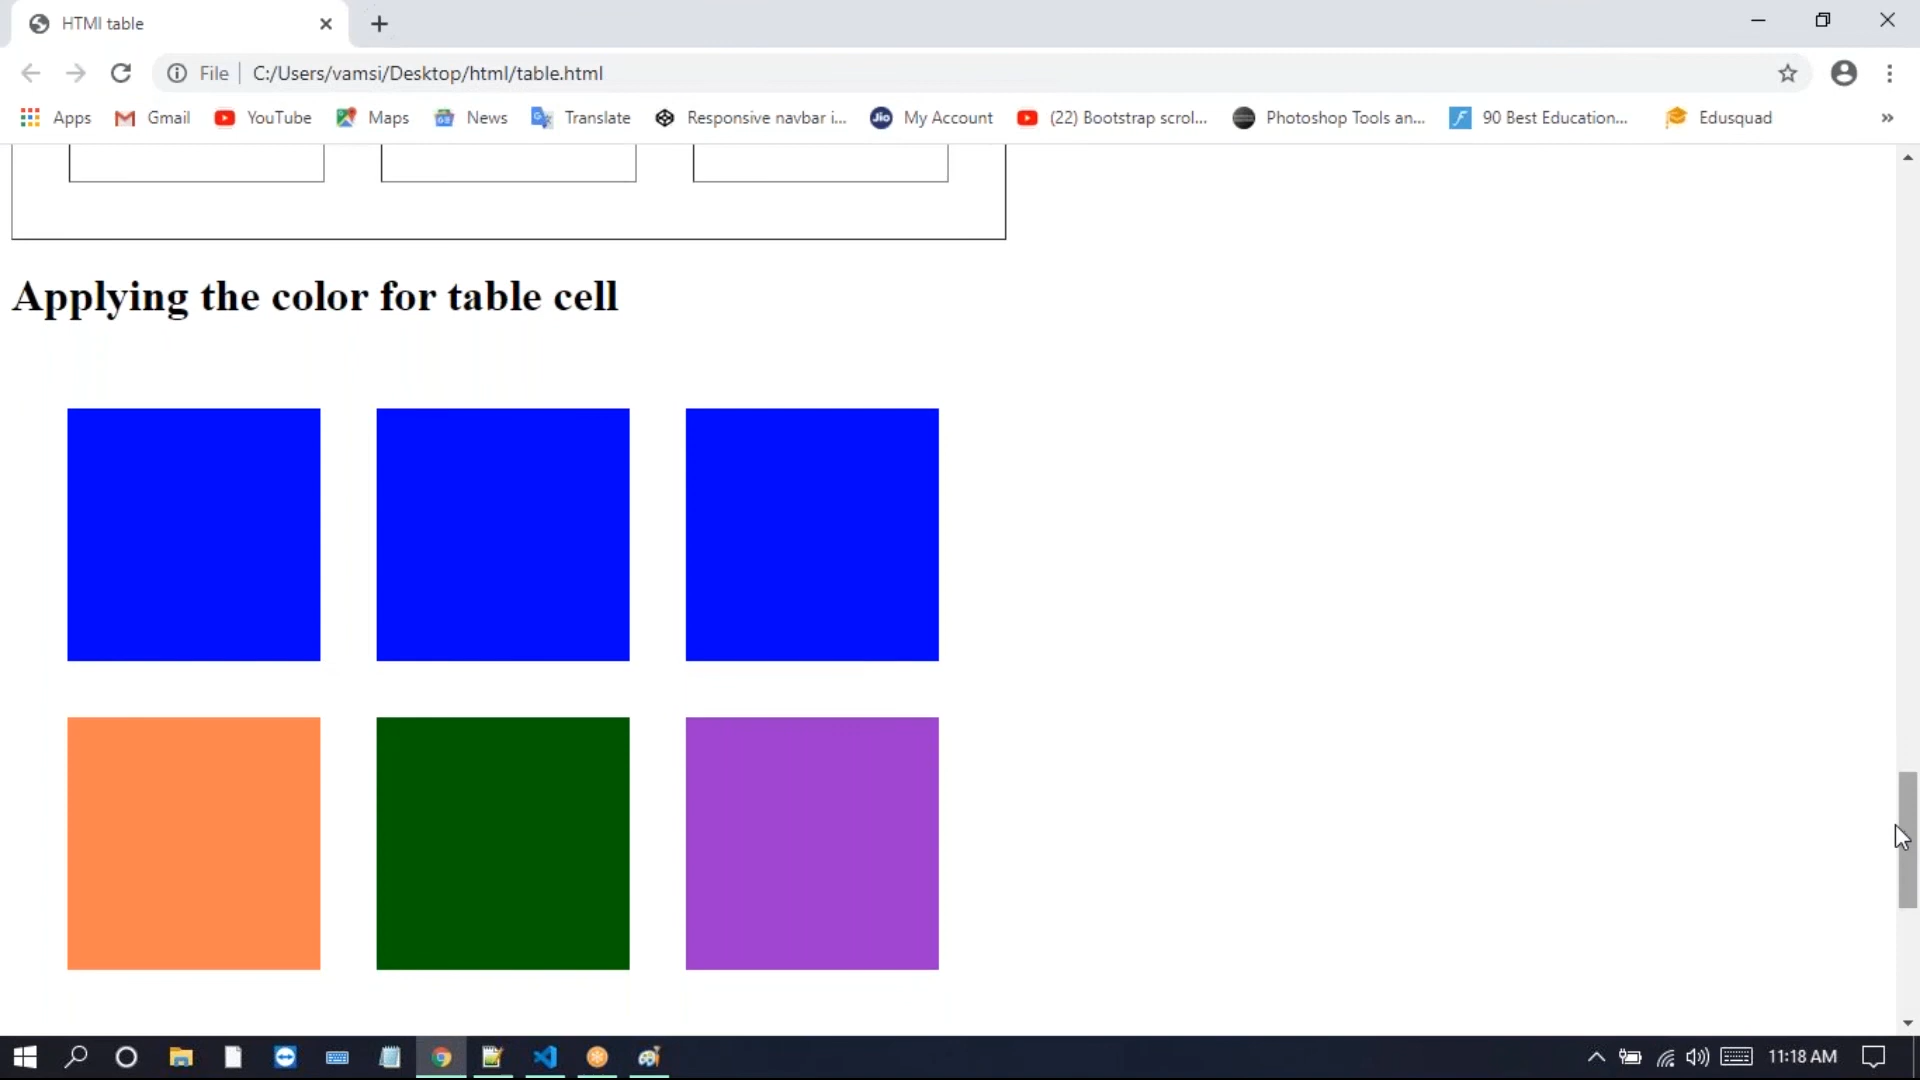 HTMl table
File C:/Users/vamsi/Desktop/html/table.html
Apps Gmail YouTube Maps News Translate Responsive navbar i... Jio My Account (22) Bootstrap scrol... Photoshop Tools an... 90 Best Education... Edusquad »
Applying the color for table cell
11:18 AM